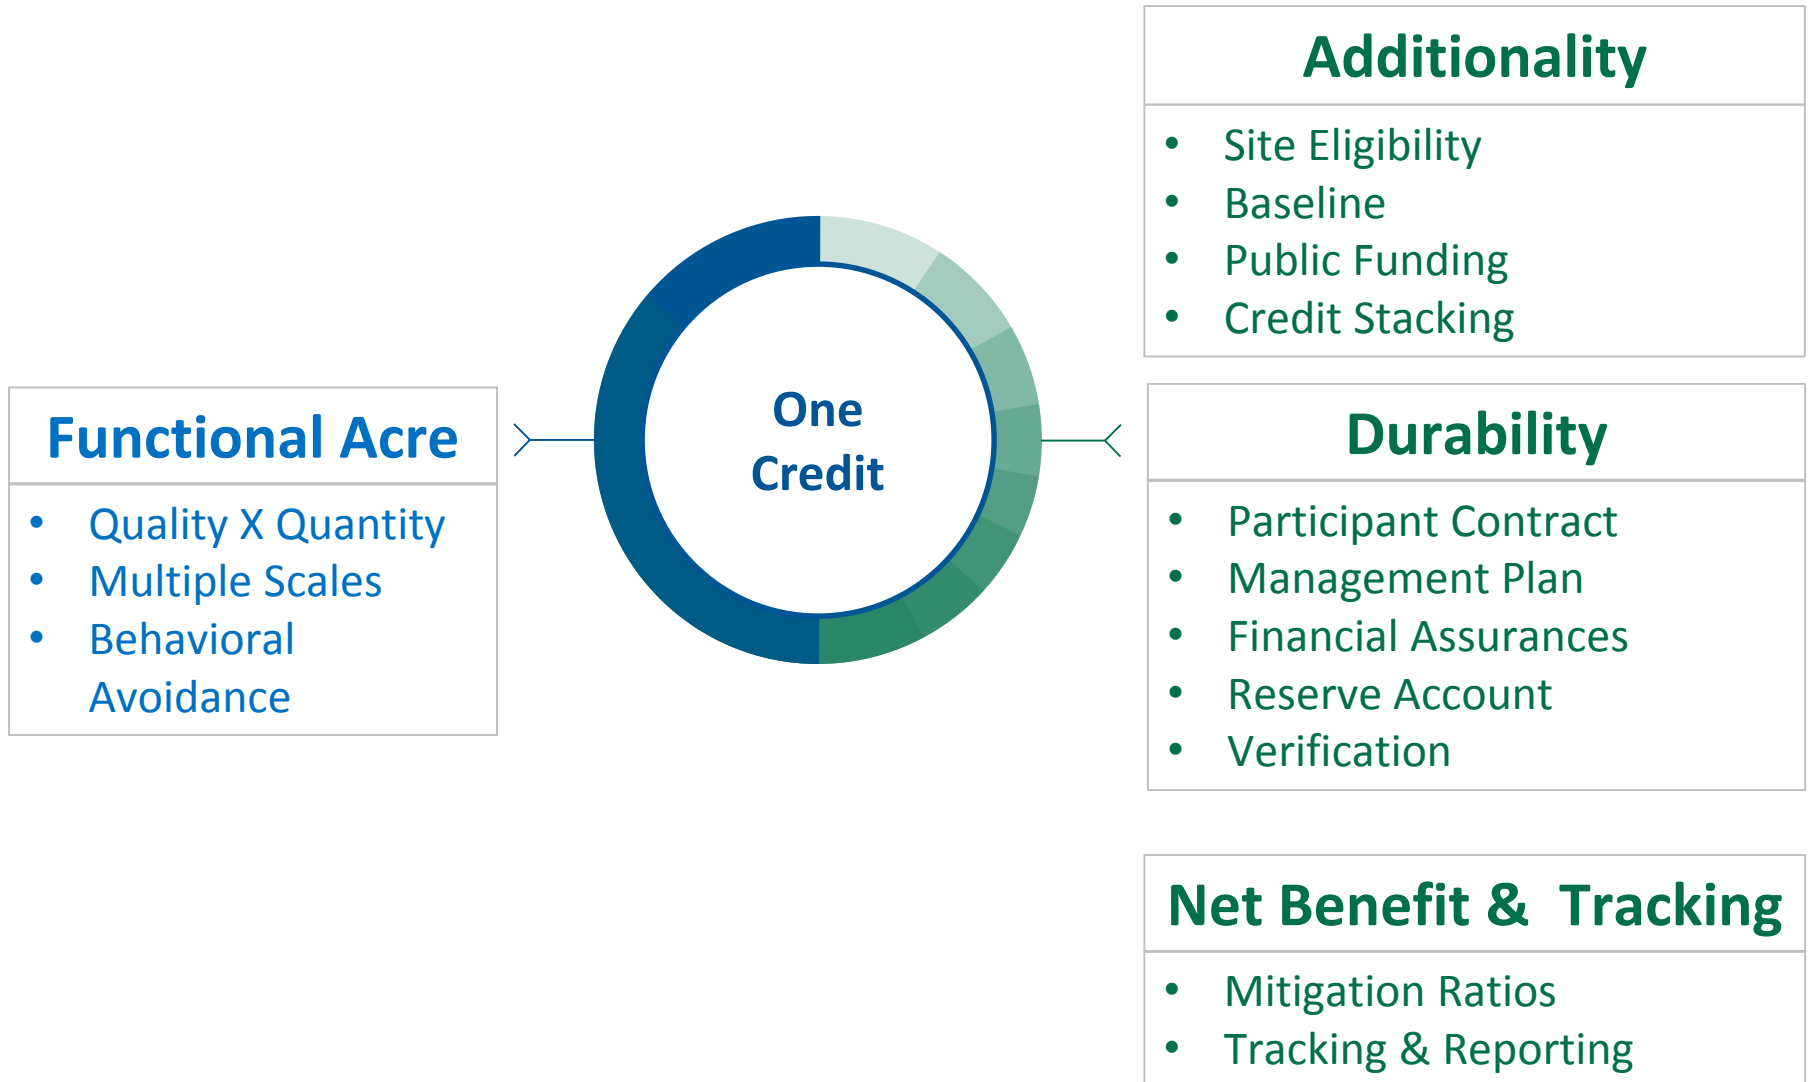 Functional Acre
• Quality X Quantity
• Multiple Scales
• Behavioral
Avoidance
One
Credit
Additionality
• Site Eligibility
• Baseline
• Public Funding
• Credit Stacking
Durability
• Participant Contract
• Management Plan
• Financial Assurances
• Reserve Account
• Verification
Net Benefit & Tracking
• Mitigation Ratios
• Tracking & Reporting